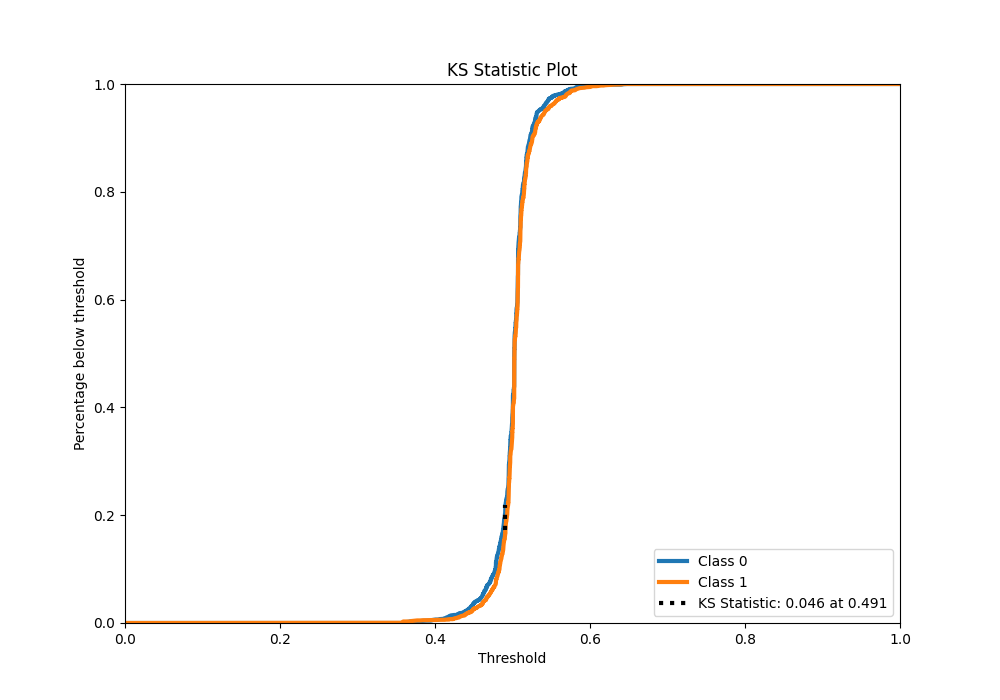 KS Statistic Plot
1.0
0.8
0.6
0.4
0.2
0.0
Percentage below threshold
0.0 0.2 0.4 0.6 0.8 1.0
Threshold
Class 0
Class 1
KS Statistic: 0.046 at 0.491